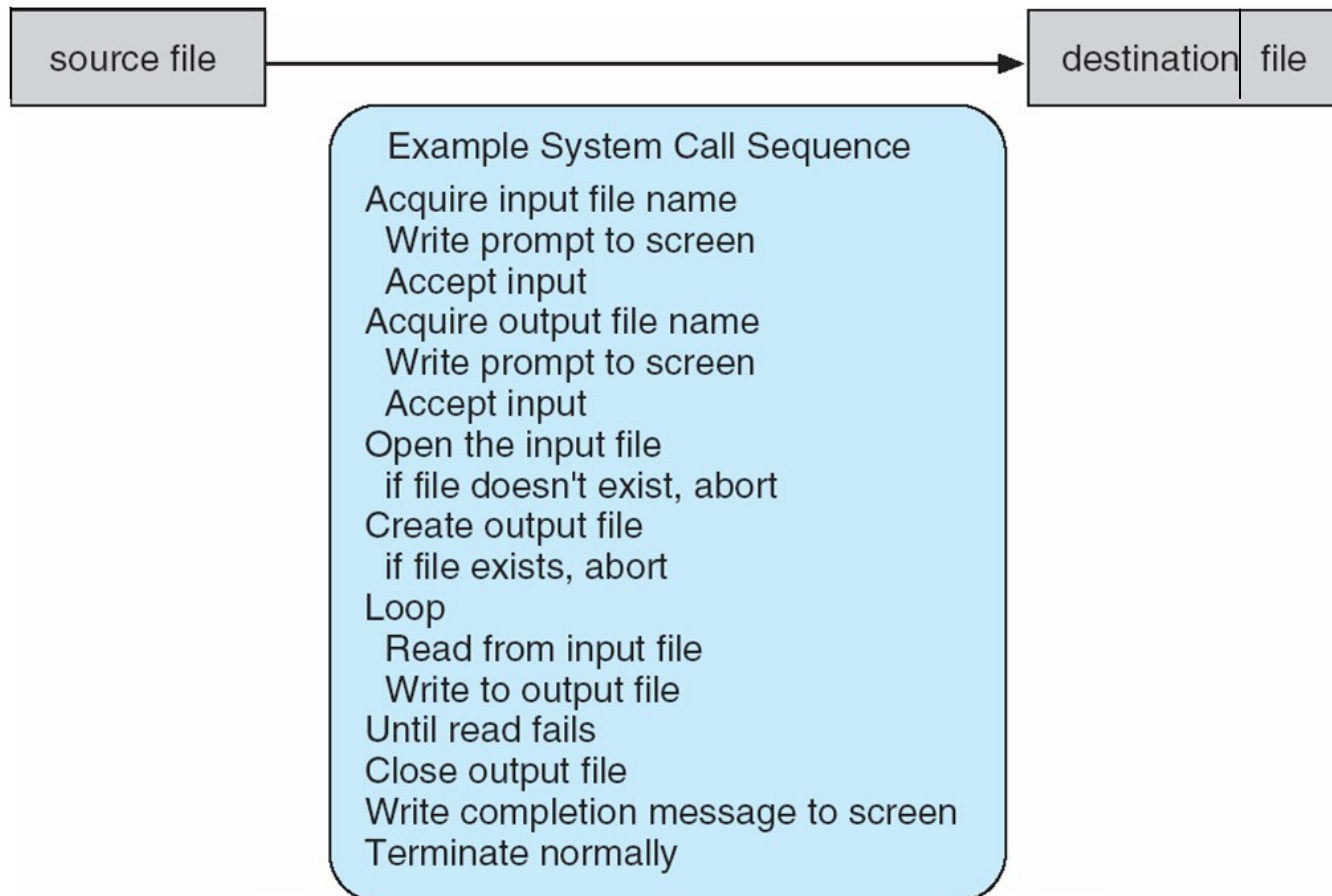 source file
destination file
Example System Call Sequence
Acquire input file name
Write prompt to screen
Accept input
Acquire output file name
Write prompt to screen
Accept input
Open the input file
if file doesn't exist, abort
Create output file
if file exists, abort
Loop
Read from input file
Write to output file
Until read fails
Close output file
Write completion message to screen
Terminate normally